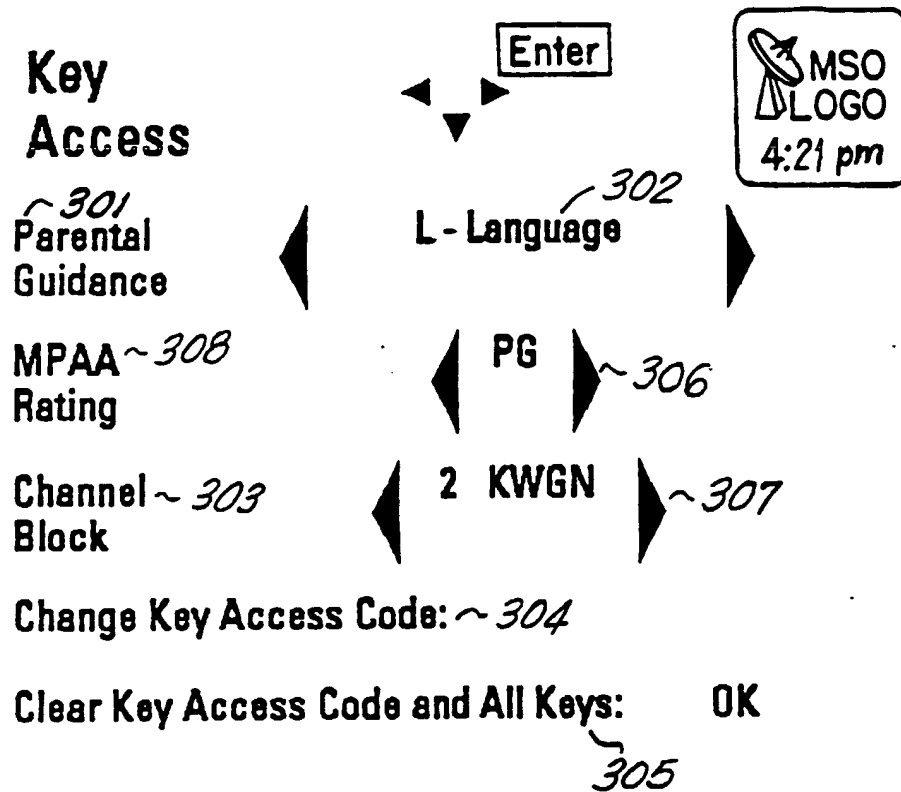 Key
Access
Enter
MSO
LOGO
4:21 pm
301
Parental
Guidance
L - Language
302
MPAA ~ 308
Rating
PG
~ 306
Channel ~ 303
Block
2 KWGN
~ 307
Change Key Access Code: ~ 304
Clear Key Access Code and All Keys: OK
305